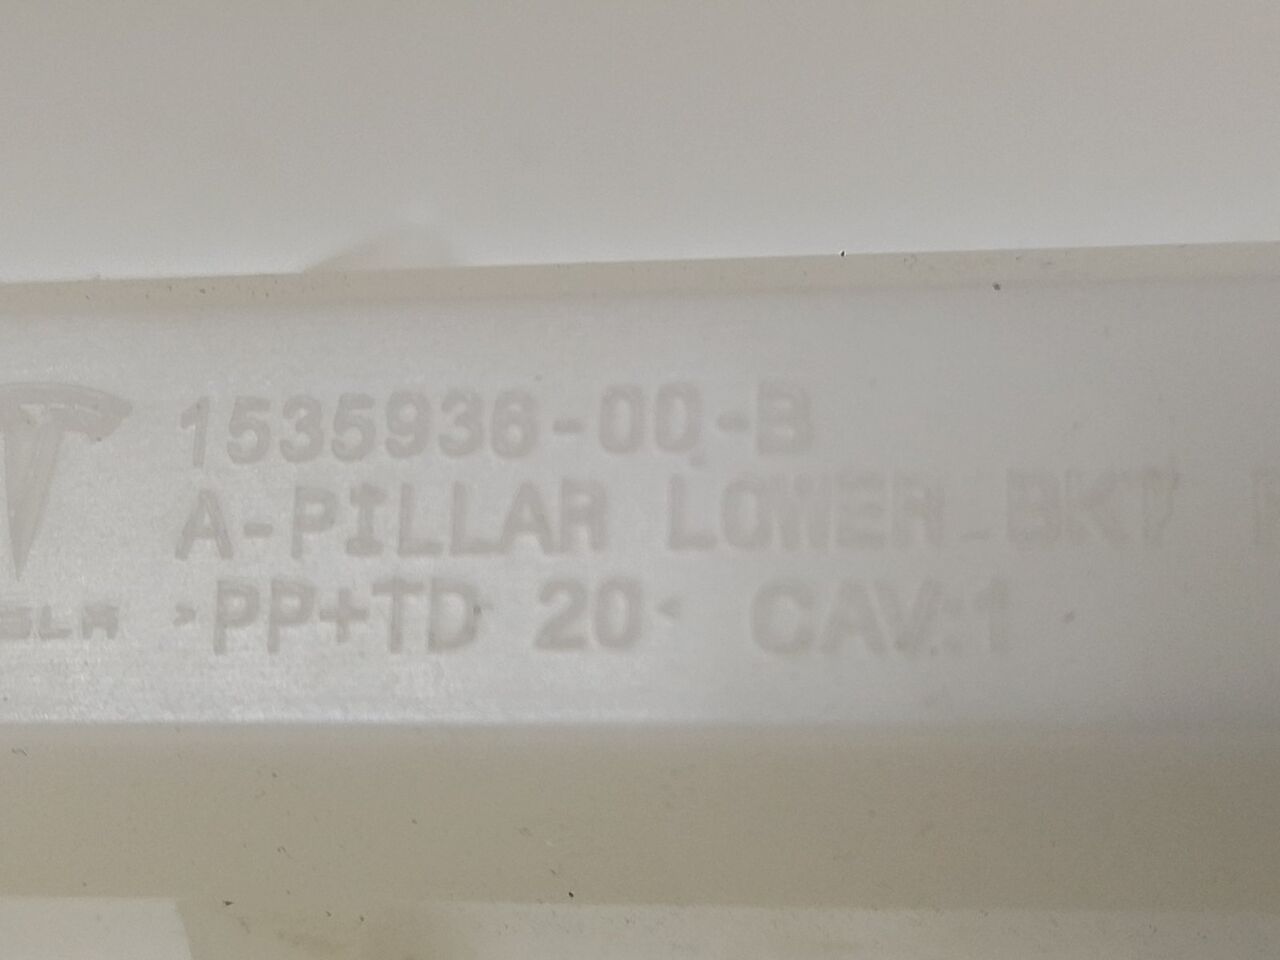 1535936-00-B
A-PILLAR LOWER BKT
>PP+TD 20< CAV:1